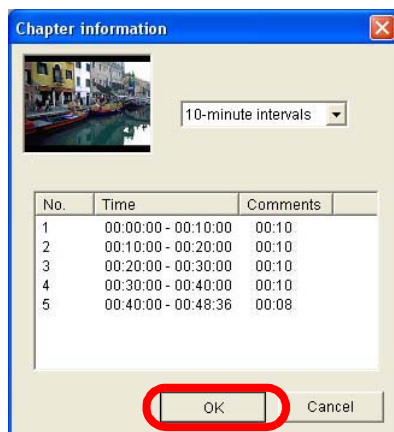 Chapter information
10-minute intervals
No. Time Comments
1 00:00:00 - 00:10:00 00:10
2 00:10:00 - 00:20:00 00:10
3 00:20:00 - 00:30:00 00:10
4 00:30:00 - 00:40:00 00:10
5 00:40:00 - 00:48:36 00:08
OK Cancel